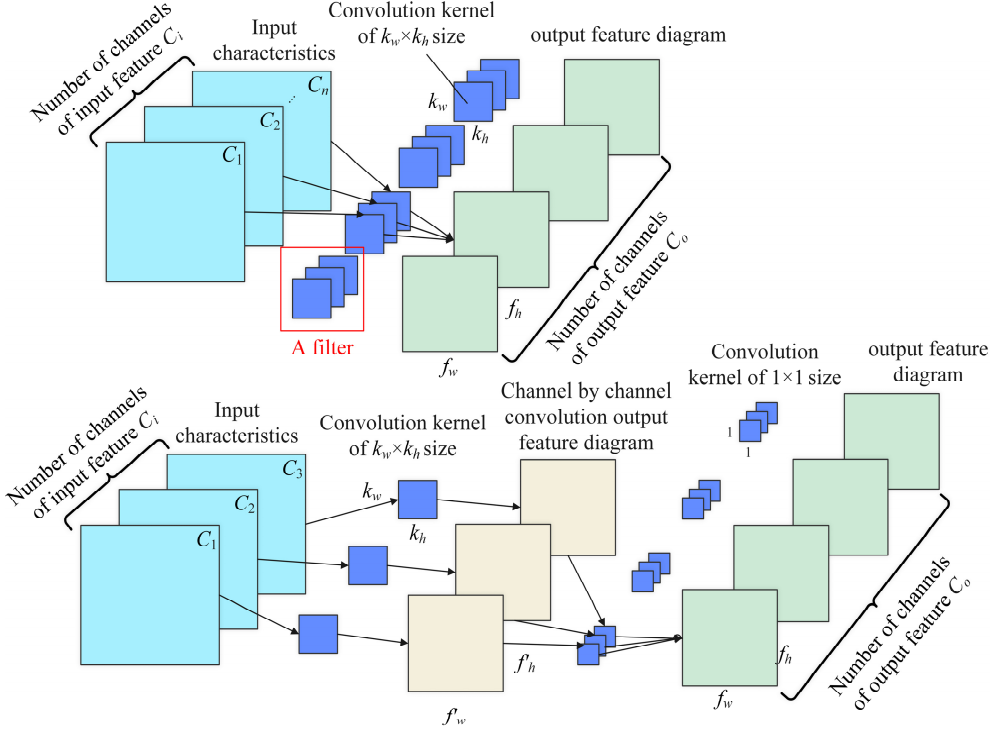 Number of channels
of input feature Ci
Input
characteristics
Convolution kernel
of kw×kh size
output feature diagram
Cn
C2
C1
kw
kh
A filter
fh
fw
Number of channels
of output feature Co
Number of channels
of input feature Ci
Input
characteristics
Convolution kernel
of kw×kh size
Channel by channel
convolution output
feature diagram
Convolution
kernel of 1×1 size
output feature
diagram
C3
C2
C1
kw
kh
1
1
f'h
f'w
fh
fw
Number of channels
of output feature Co